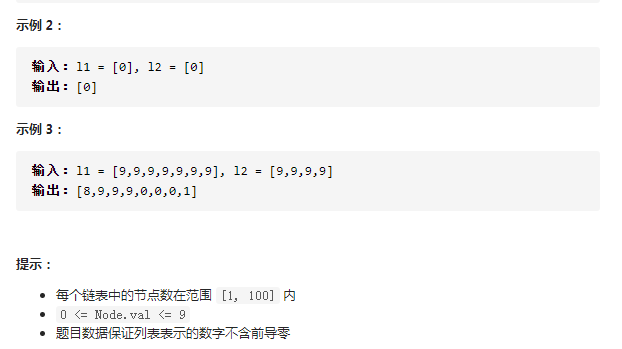 示例 2：
输入：l1 = [0], l2 = [0]
输出：[0]
示例 3：
输入：l1 = [9,9,9,9,9,9,9], l2 = [9,9,9,9]
输出：[8,9,9,9,0,0,0,1]
提示：
每个链表中的节点数在范围 [1, 100] 内
0 <= Node.val <= 9
题目数据保证列表表示的数字不含前导零